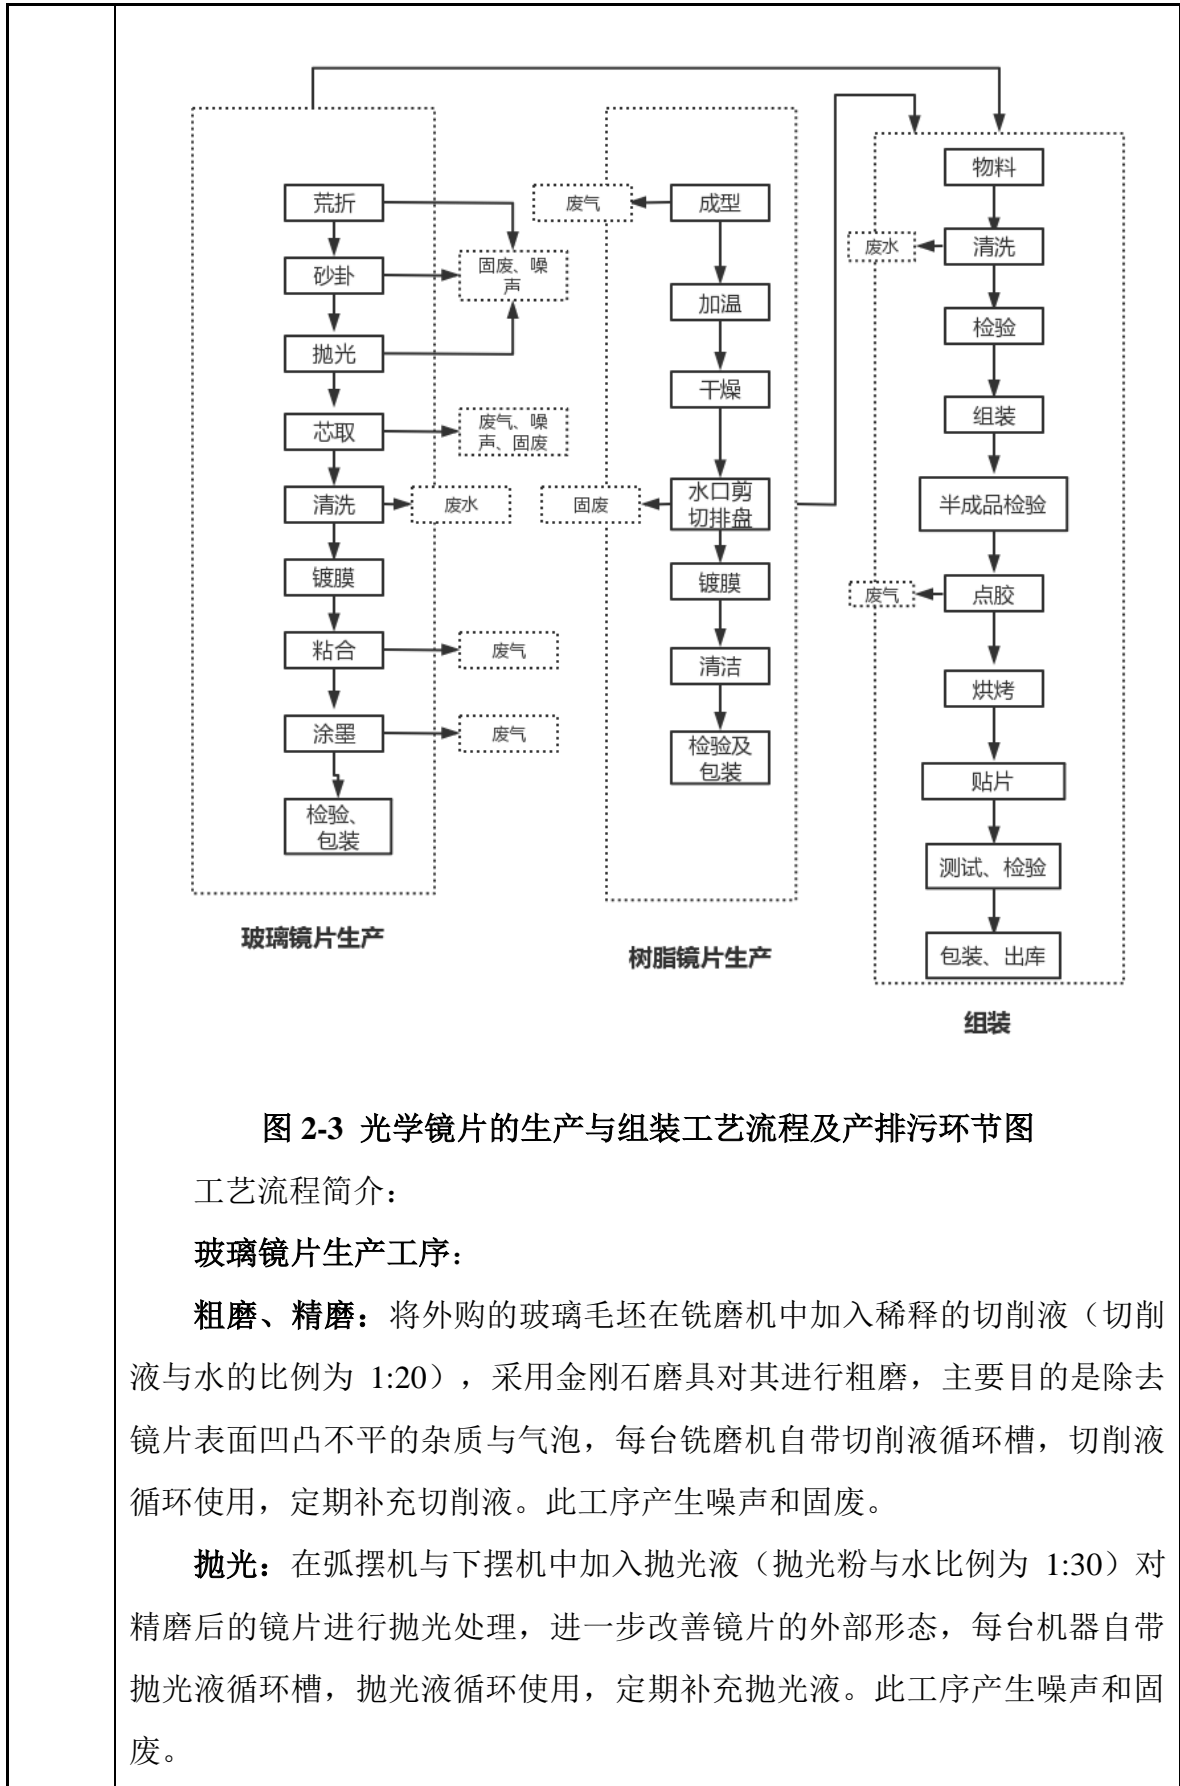 荒折
砂卦
抛光
芯取
清洗
镀膜
粘合
涂墨
检验、
包装
固废、噪
声
废气、噪
声、固废
废水
废气
废气
玻璃镜片生产
成型
加温
干燥
水口剪
切排盘
镀膜
清洁
检验及
包装
废气
固废
树脂镜片生产
物料
清洗
检验
组装
半成品检验
点胶
烘烤
贴片
测试、检验
包装、出库
废水
废气
组装
图 2-3 光学镜片的生产与组装工艺流程及产排污环节图
工艺流程简介：
玻璃镜片生产工序：
粗磨、精磨：将外购的玻璃毛坯在铣磨机中加入稀释的切削液（切削
液与水的比例为 1:20），采用金刚石磨具对其进行粗磨，主要目的是除去
镜片表面凹凸不平的杂质与气泡，每台铣磨机自带切削液循环槽，切削液
循环使用，定期补充切削液。此工序产生噪声和固废。
抛光：在弧摆机与下摆机中加入抛光液（抛光粉与水比例为 1:30）对
精磨后的镜片进行抛光处理，进一步改善镜片的外部形态，每台机器自带
抛光液循环槽，抛光液循环使用，定期补充抛光液。此工序产生噪声和固
废。